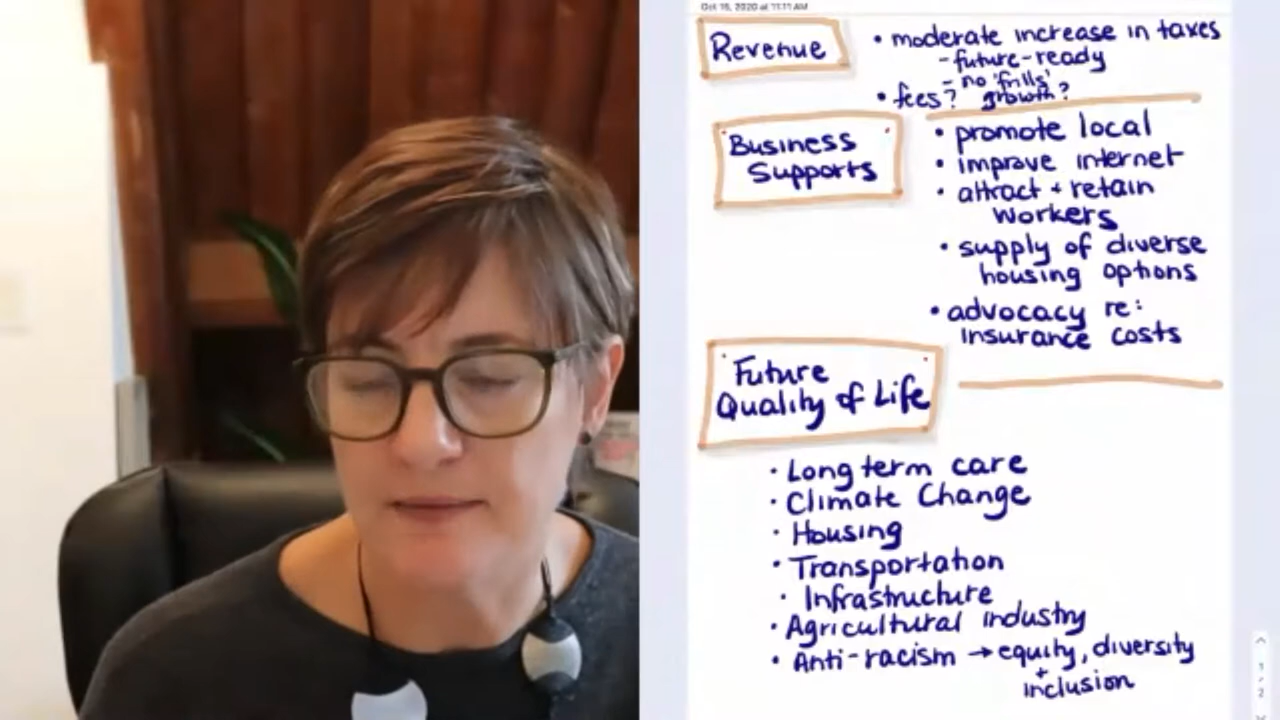 Oct 15, 2020 at 11:11 AM
Revenue
• moderate increase in taxes
- future-ready
- no 'frills'
• fees? growth?
Business
Supports
• promote local
• improve internet
• attract + retain
workers
• supply of diverse
housing options
• advocacy re:
insurance costs
Future
Quality of Life
• Long term care
• Climate Change
• Housing
• Transportation
• Infrastructure
• Agricultural industry
• Anti-racism → equity, diversity
+
inclusion
1
/
2